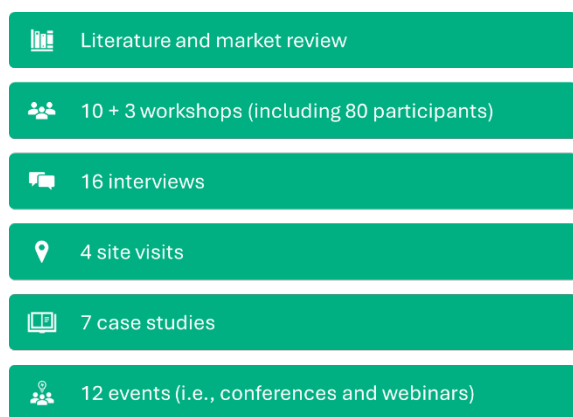 Literature and market review
10 + 3 workshops (including 80 participants)
16 interviews
4 site visits
7 case studies
12 events (i.e., conferences and webinars)